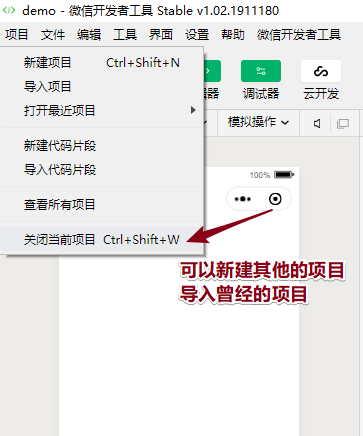 demo - 微信开发者工具 Stable v1.02.1911180
项目 文件 编辑 工具 界面 设置 帮助 微信开发者工具
新建项目 Ctrl+Shift+N
导入项目
打开最近项目
新建代码片段
导入代码片段
查看所有项目
关闭当前项目 Ctrl+Shift+W
辑器 调试器 云开发
模拟操作
100%
可以新建其他的项目
导入曾经的项目